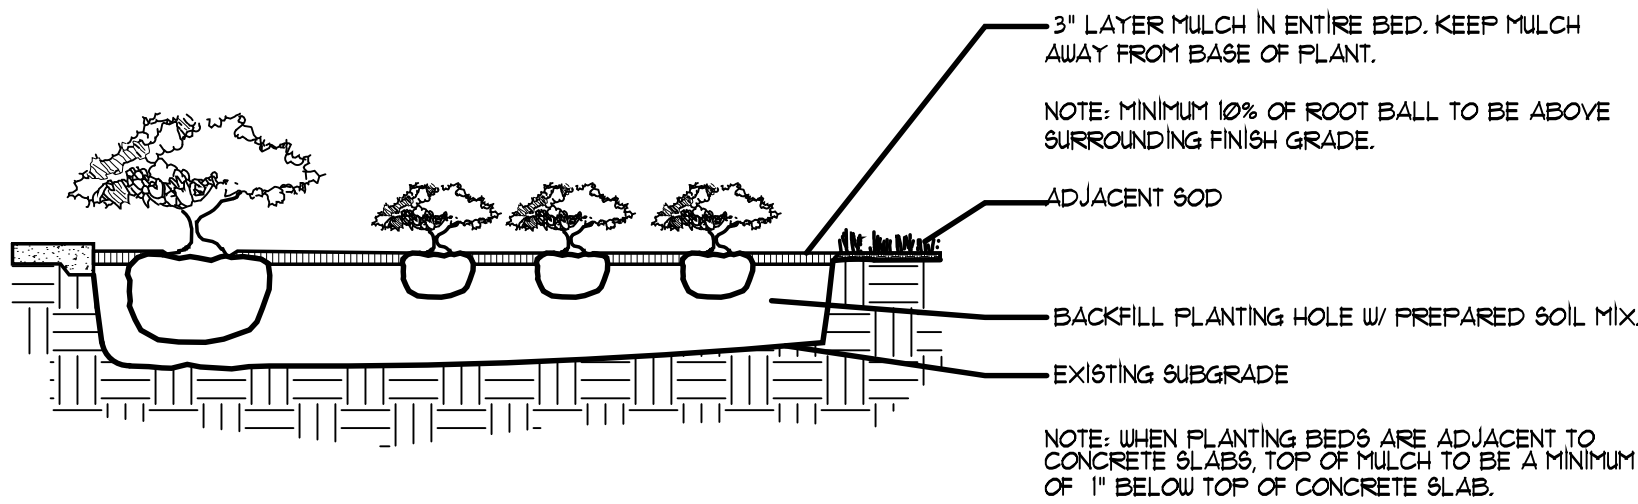 3" LAYER MULCH IN ENTIRE BED. KEEP MULCH
AWAY FROM BASE OF PLANT.
NOTE: MINIMUM 10% OF ROOT BALL TO BE ABOVE
SURROUNDING FINISH GRADE.
ADJACENT SOD
BACKFILL PLANTING HOLE W/ PREPARED SOIL MIX.
EXISTING SUBGRADE
NOTE: WHEN PLANTING BEDS ARE ADJACENT TO
CONCRETE SLABS, TOP OF MULCH TO BE A MINIMUM
OF 1" BELOW TOP OF CONCRETE SLAB.